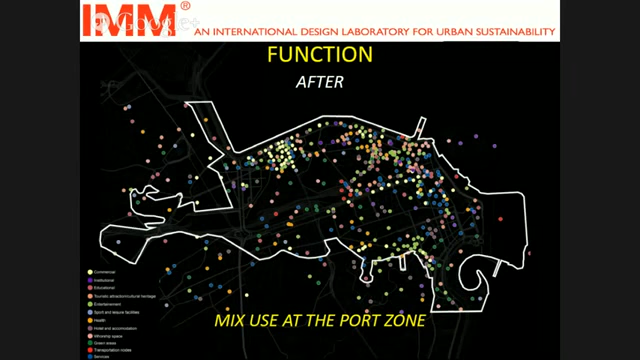 IMM®
Google+
AN INTERNATIONAL DESIGN LABORATORY FOR URBAN SUSTAINABILITY
FUNCTION
AFTER
Commercial
Institutional
Educational
Touristic attraction/cultural heritage
Entertainment
Sport and leisure facilities
Health
Hotel and accomodation
Worship space
Green areas
Transportation nodes
Services
MIX USE AT THE PORT ZONE